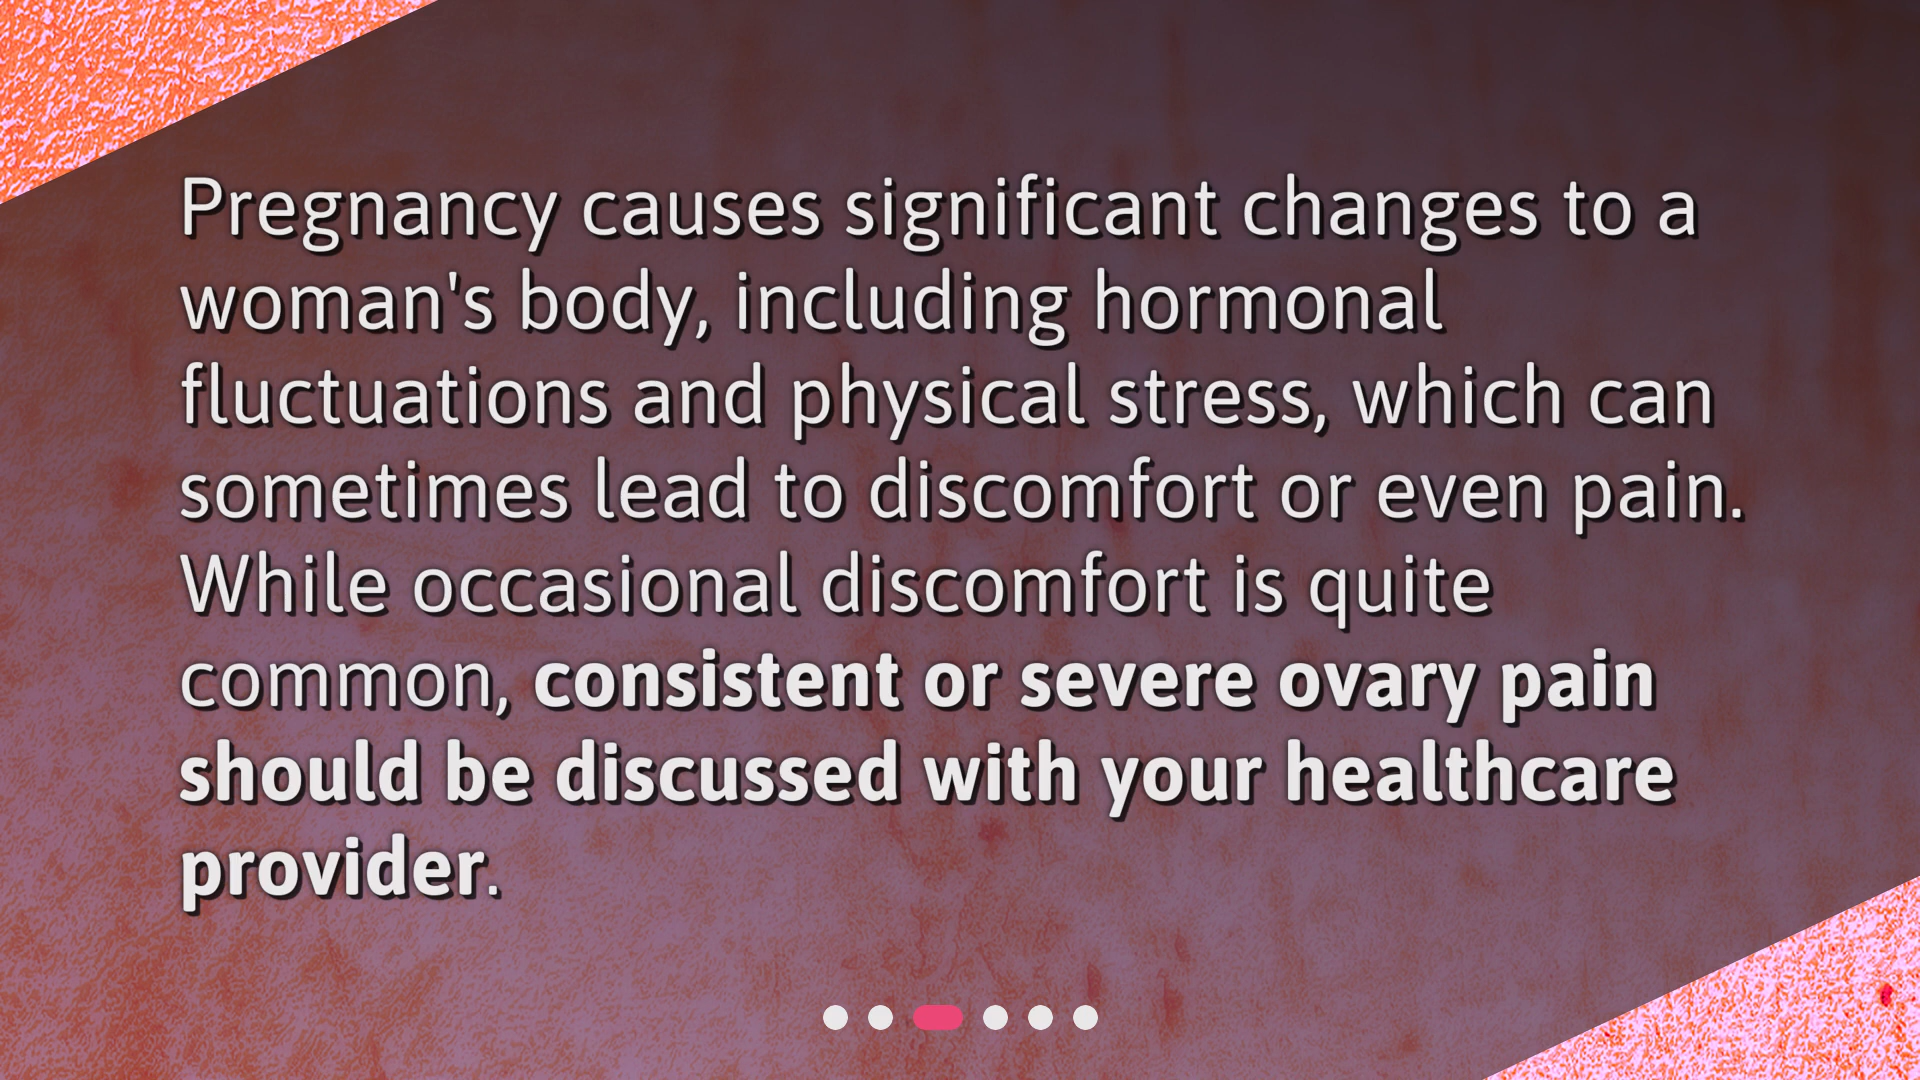 Pregnancy causes significant changes to a
woman's body, including hormonal
fluctuations and physical stress, which can
sometimes lead to discomfort or even pain.
While occasional discomfort is quite
common, consistent or severe ovary pain
should be discussed with your healthcare
provider.